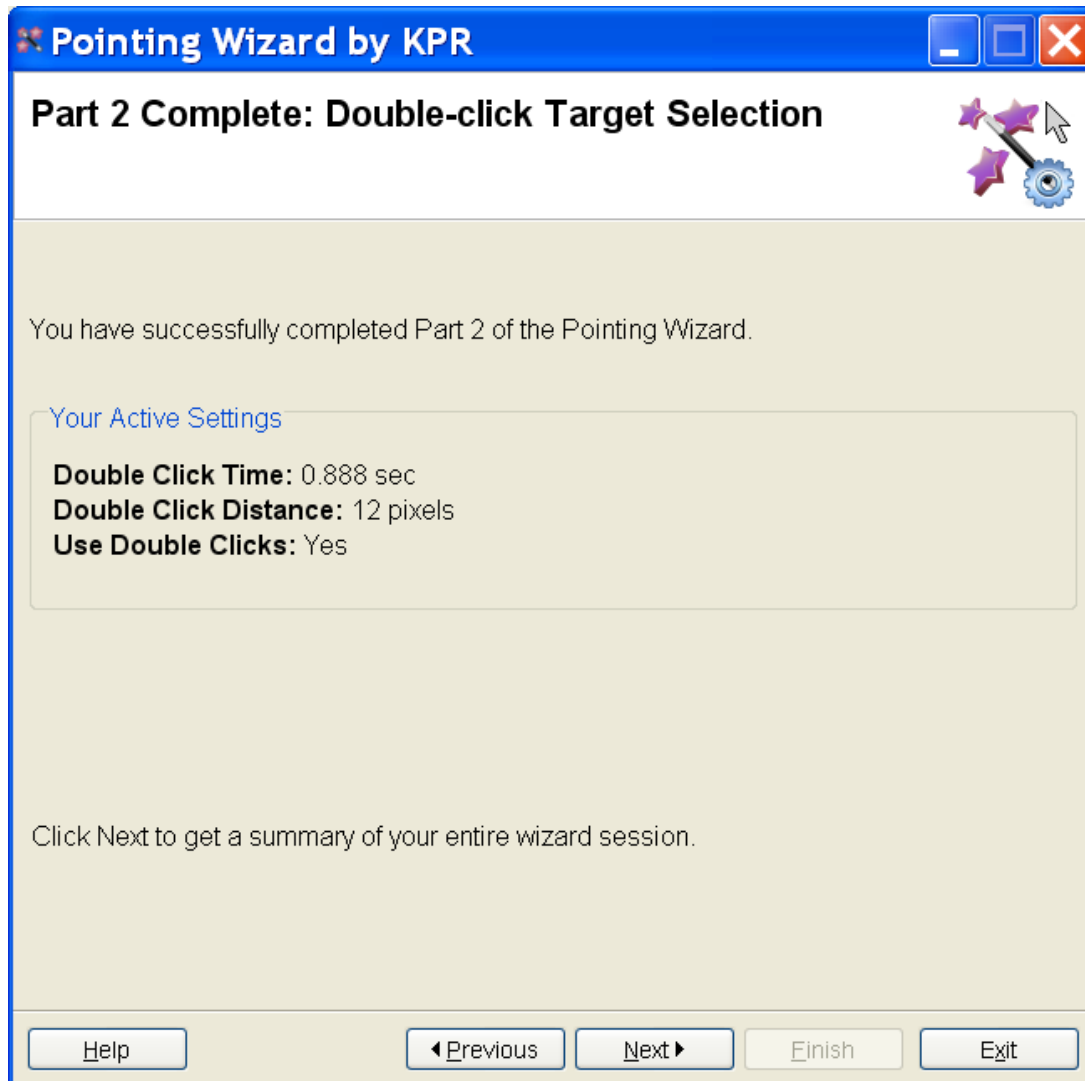 Pointing Wizard by KPR
Part 2 Complete: Double-click Target Selection
You have successfully completed Part 2 of the Pointing Wizard.
Your Active Settings
Double Click Time: 0.888 sec
Double Click Distance: 12 pixels
Use Double Clicks: Yes
Click Next to get a summary of your entire wizard session.
Help Previous Next Finish Exit